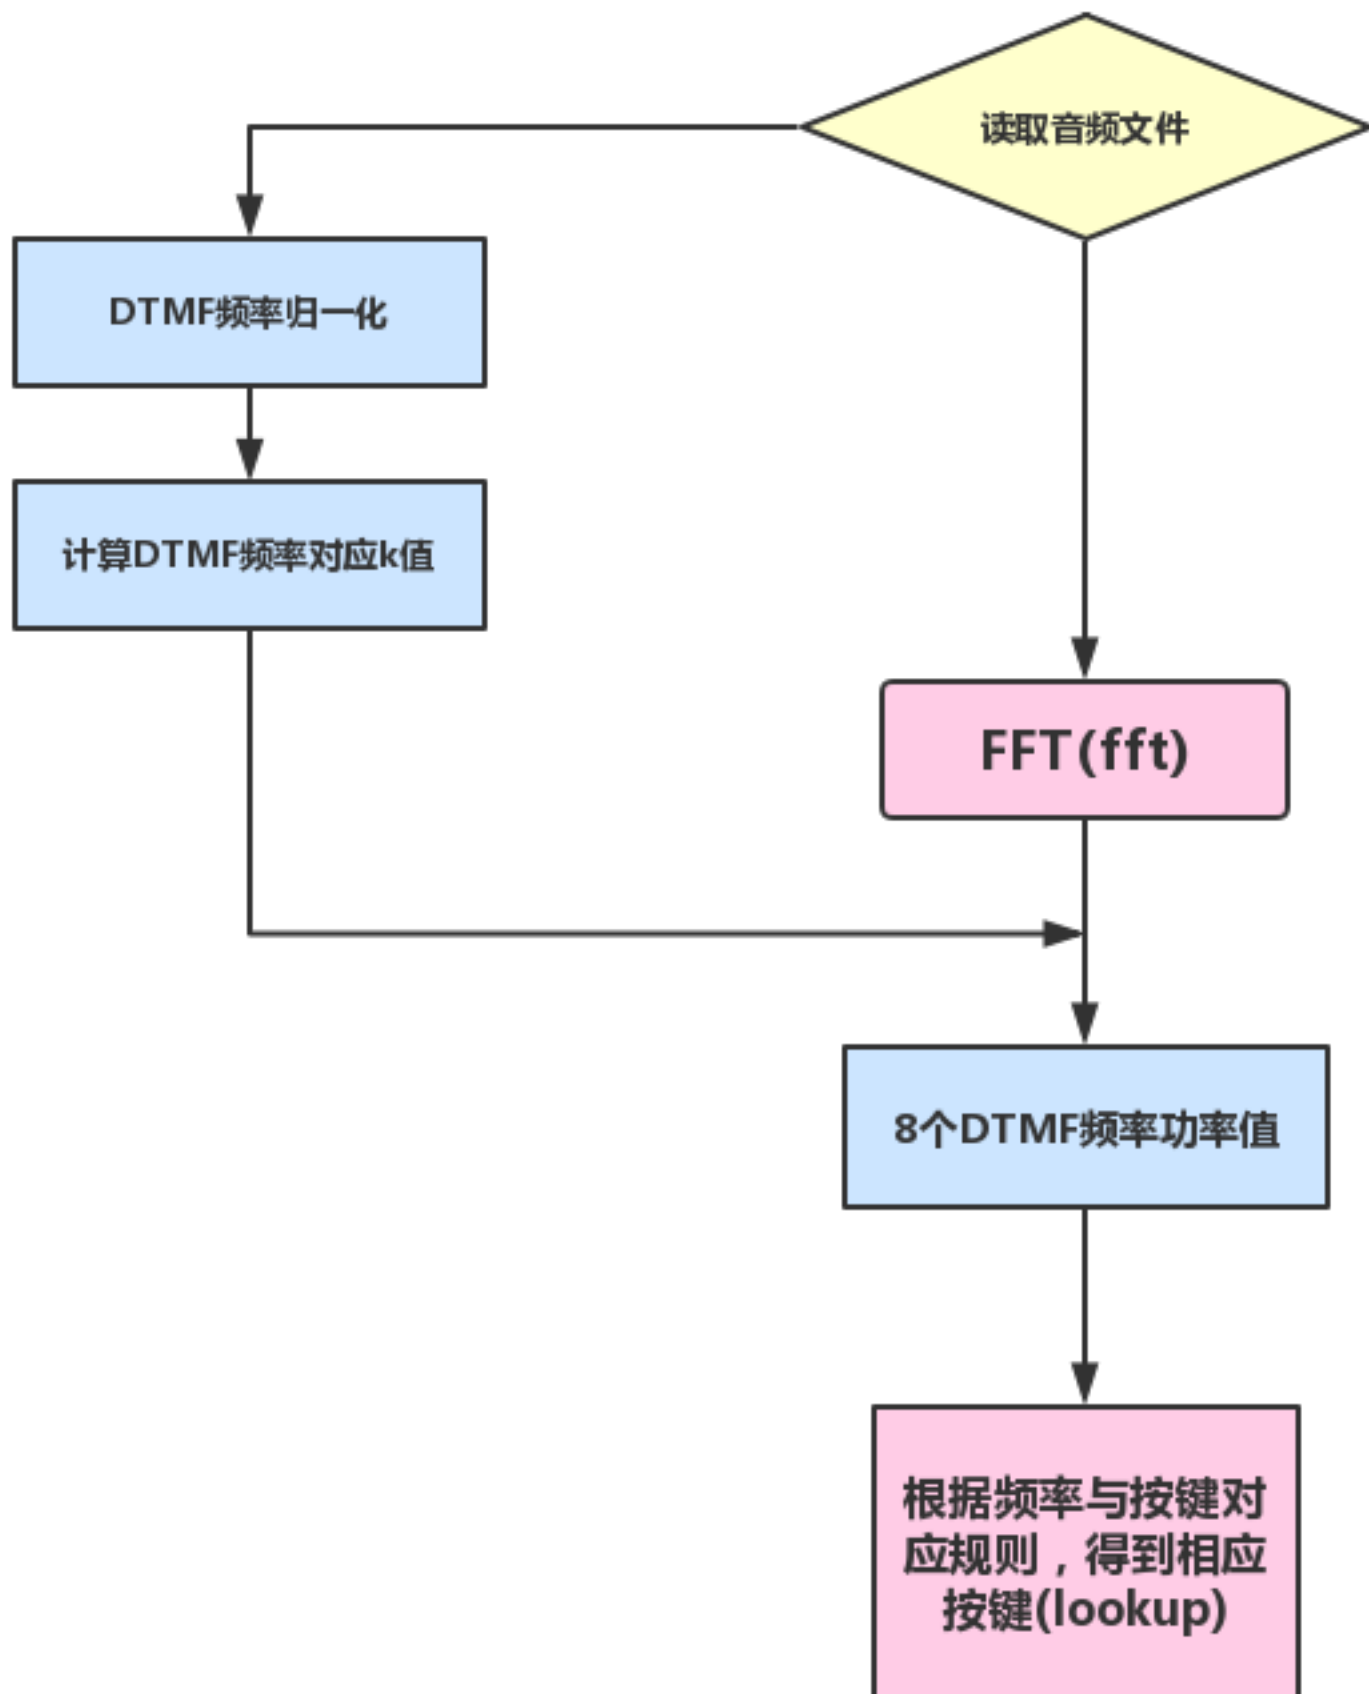 读取音频文件
DTMF频率归一化
计算DTMF频率对应k值
FFT(fft)
8个DTMF频率功率值
根据频率与按键对
应规则，得到相应
按键(lookup)